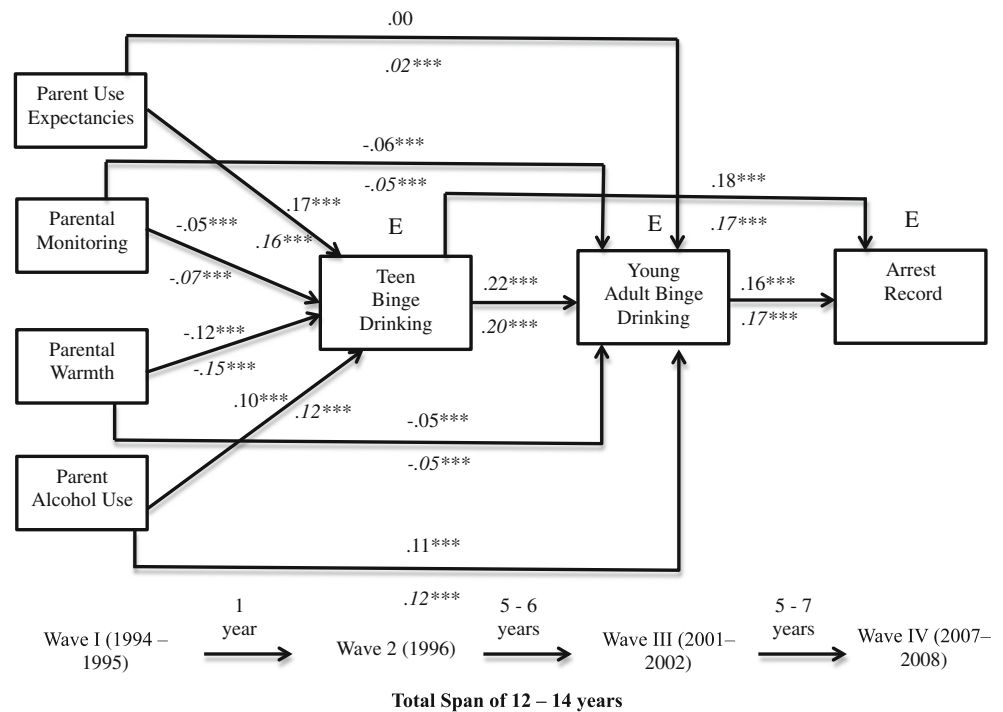 .00
.02***
Parent Use
Expectancies
-.06***
-.05***
.18***
.17***
.17***
.16***
E
E
E
Parental
Monitoring
-.05***
-.07***
Teen
Binge
Drinking
.22***
.20***
Young
Adult Binge
Drinking
.16***
.17***
Arrest
Record
Parental
Warmth
-.12***
-.15***
.10***
.12***
-.05***
-.05***
Parent
Alcohol Use
.11***
.12***
Wave I (1994 –
1995)
1
year
Wave 2 (1996)
5 - 6
years
Wave III (2001–
2002)
5 - 7
years
Wave IV (2007–
2008)
Total Span of 12 – 14 years